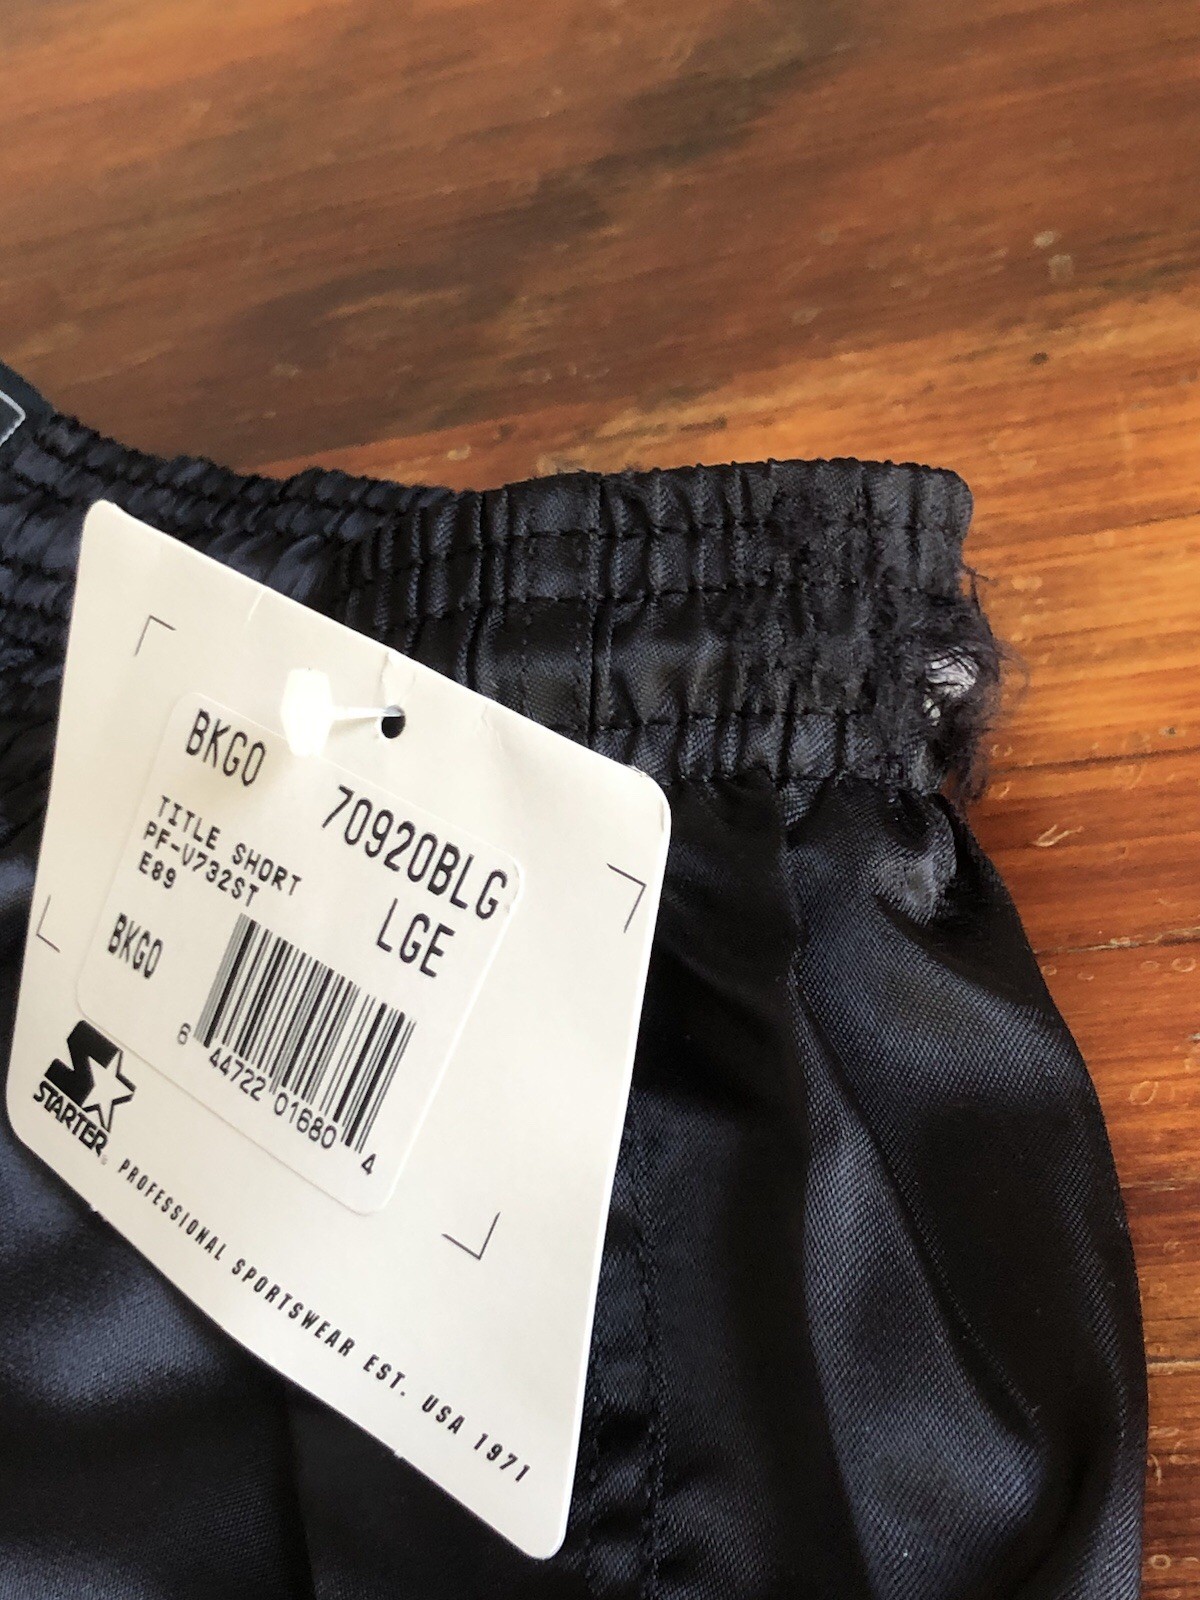 BKGO
70920BLG
TITLE SHORT
PF-V732ST
E89
LGE
BKGO
6 44722 01680 4
STARTER®
PROFESSIONAL SPORTSWEAR EST. USA 1971